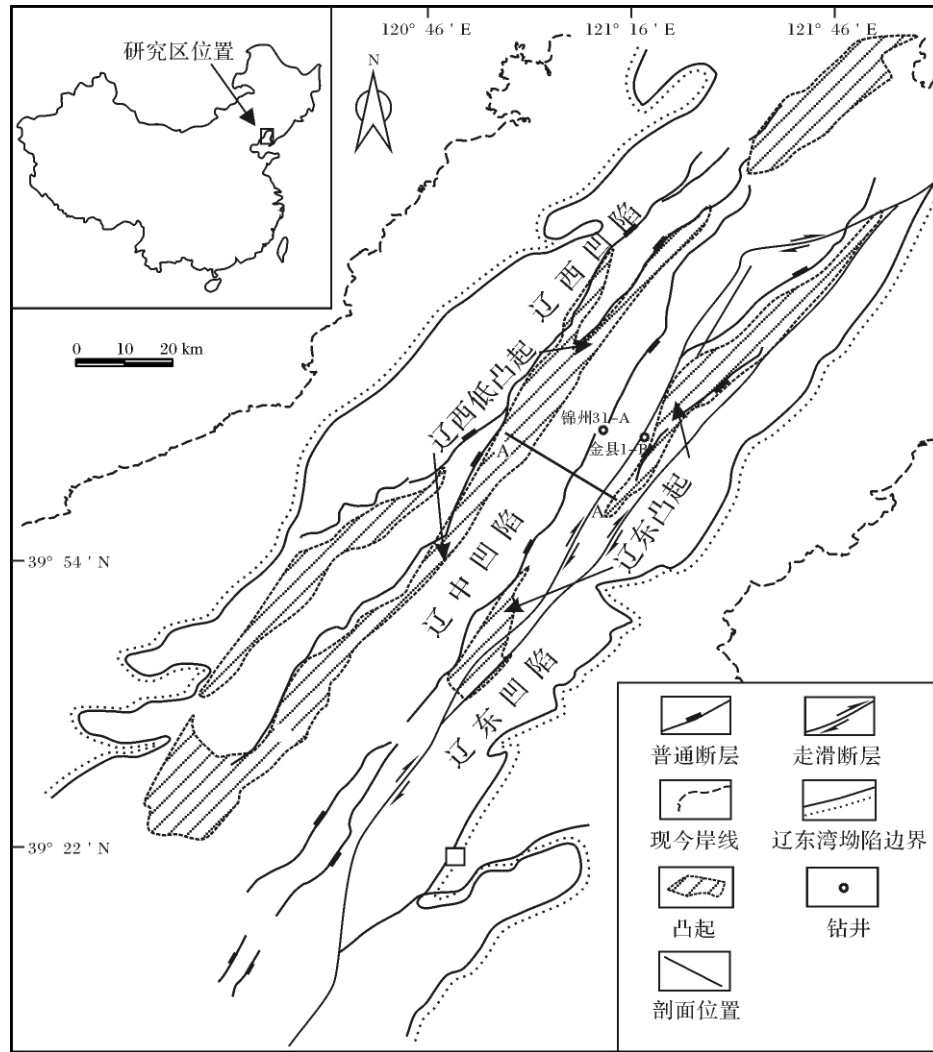 120° 46 ′ E
121° 16 ′ E
121° 46 ′ E
研究区位置
N
0 10 20 km
辽西凹陷
辽西低凸起
锦州31-A
金县1-B
A
A′
辽东凸起
39° 54 ′ N
辽中凹陷
辽东凹陷
39° 22 ′ N
普通断层
走滑断层
现今岸线
辽东湾坳陷边界
凸起
钻井
剖面位置